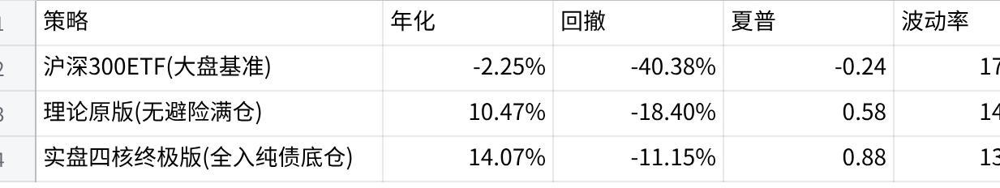 1 策略 年化 回撤 夏普 波动率
2 沪深300ETF(大盘基准) -2.25% -40.38% -0.24 17
3 理论原版(无避险满仓) 10.47% -18.40% 0.58 14
4 实盘四核终极版(全入纯债底仓) 14.07% -11.15% 0.88 13